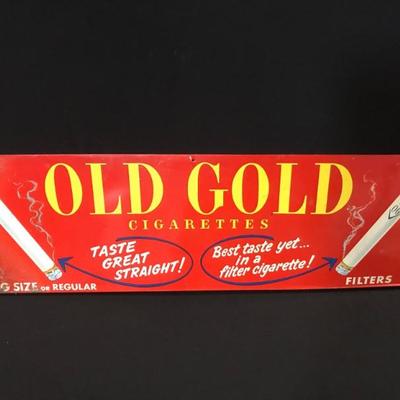 OLD GOLD
CIGARETTES
TASTE
GREAT
STRAIGHT!
Best taste yet...
in a
filter cigarette!
G SIZE OR REGULAR
FILTERS